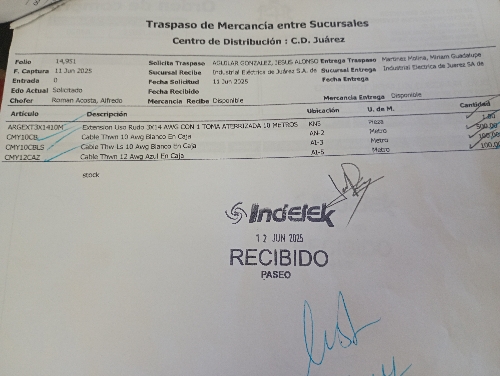 Traspaso de Mercancía entre Sucursales
Centro de Distribución : C.D. Juárez
Folio 14,951 Solicita Traspaso AGUILAR GONZALEZ, JESUS ALONSO Entrega Traspaso Martinez Molina, Miriam Guadalupe
F. Captura 11 Jun 2025 Sucursal Recibe Industrial Eléctrica de Juárez S.A. de Sucursal Entrega Industrial Electrica de Juarez SA de
Entrada 0 Fecha Solicitud 11 Jun 2025 Fecha Entrega
Edo Actual Solicitado Fecha Recibido
Chofer Roman Acosta, Alfredo Mercancia Recibe Disponible Mercancia Entrega Disponible
Artículo Descripción Ubicación U. de M. Cantidad
ARGEXT3X1410M Extension Uso Rudo 3X14 AWG CON 1 TOMA ATERRIZADA 10 METROS KN5 Pieza 1.00
CMY10CB Cable Thwn 10 Awg Blanco En Caja AN-2 Metro 500.00
CMY10CBLS Cable Thw Ls 10 Awg Blanco En Caja A1-3 Metro 100.00
CMY12CAZ Cable Thwn 12 Awg Azul En Caja A1-5 Metro 100.00
stock
Indelek
12 JUN 2025
RECIBIDO
PASEO